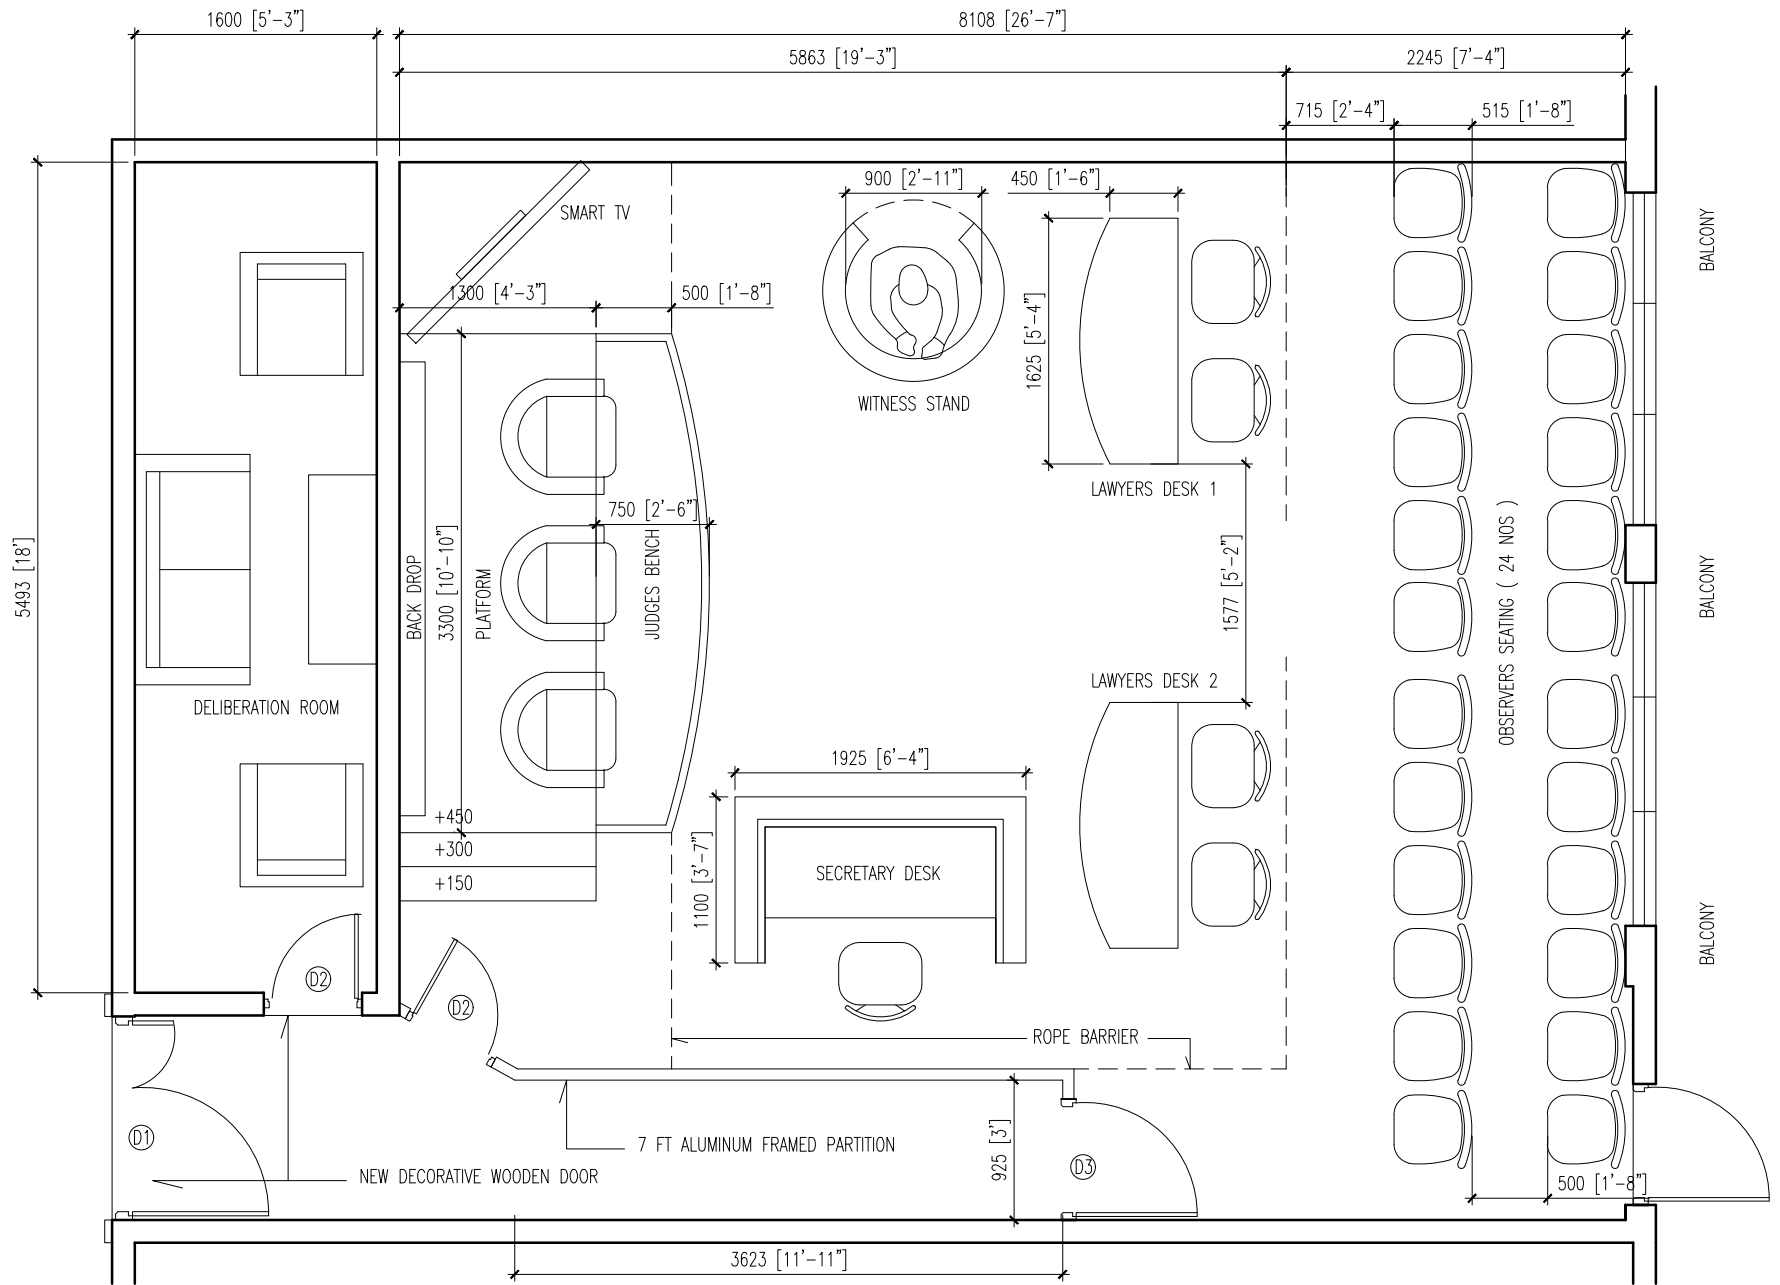 1600 [5'-3"]
8108 [26'-7"]
5863 [19'-3"]
2245 [7'-4"]
715 [2'-4"]
515 [1'-8"]
900 [2'-11"]
450 [1'-6"]
SMART TV
BALCONY
1300 [4'-3"]
500 [1'-8"]
1625 [5'-4"]
WITNESS STAND
LAWYERS DESK 1
750 [2'-6"]
5493 [18']
BACK DROP
3300 [10'-10"]
PLATFORM
JUDGES BENCH
1577 [5'-2"]
OBSERVERS SEATING ( 24 NOS )
BALCONY
DELIBERATION ROOM
LAWYERS DESK 2
1925 [6'-4"]
+450
+300
+150
1100 [3'-7"]
SECRETARY DESK
BALCONY
D2
D2
ROPE BARRIER
D1
7 FT ALUMINUM FRAMED PARTITION
925 [3']
D3
NEW DECORATIVE WOODEN DOOR
500 [1'-8"]
3623 [11'-11"]